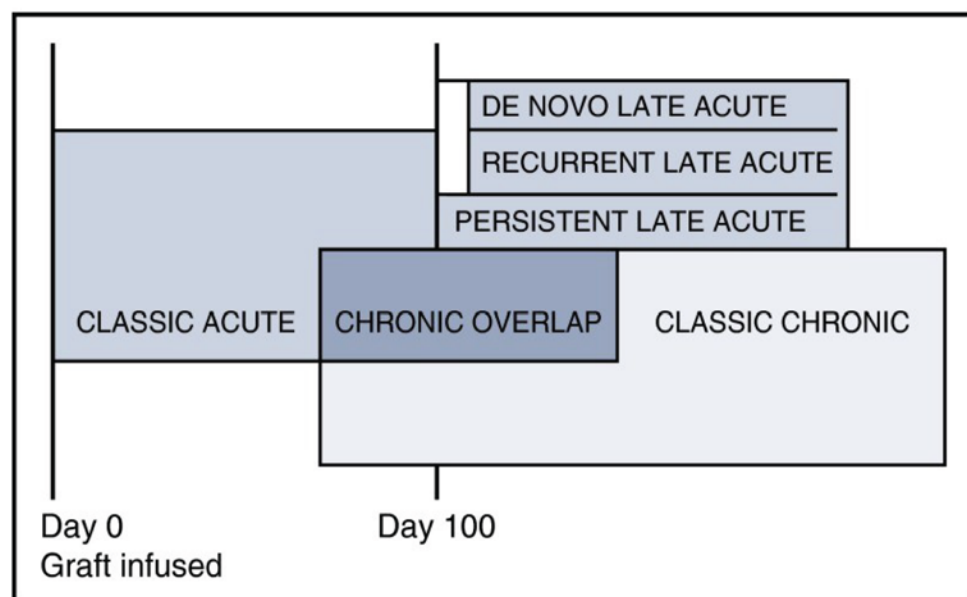 DE NOVO LATE ACUTE
RECURRENT LATE ACUTE
PERSISTENT LATE ACUTE
CLASSIC ACUTE
CHRONIC OVERLAP
CLASSIC CHRONIC
Day 0
Graft infused
Day 100